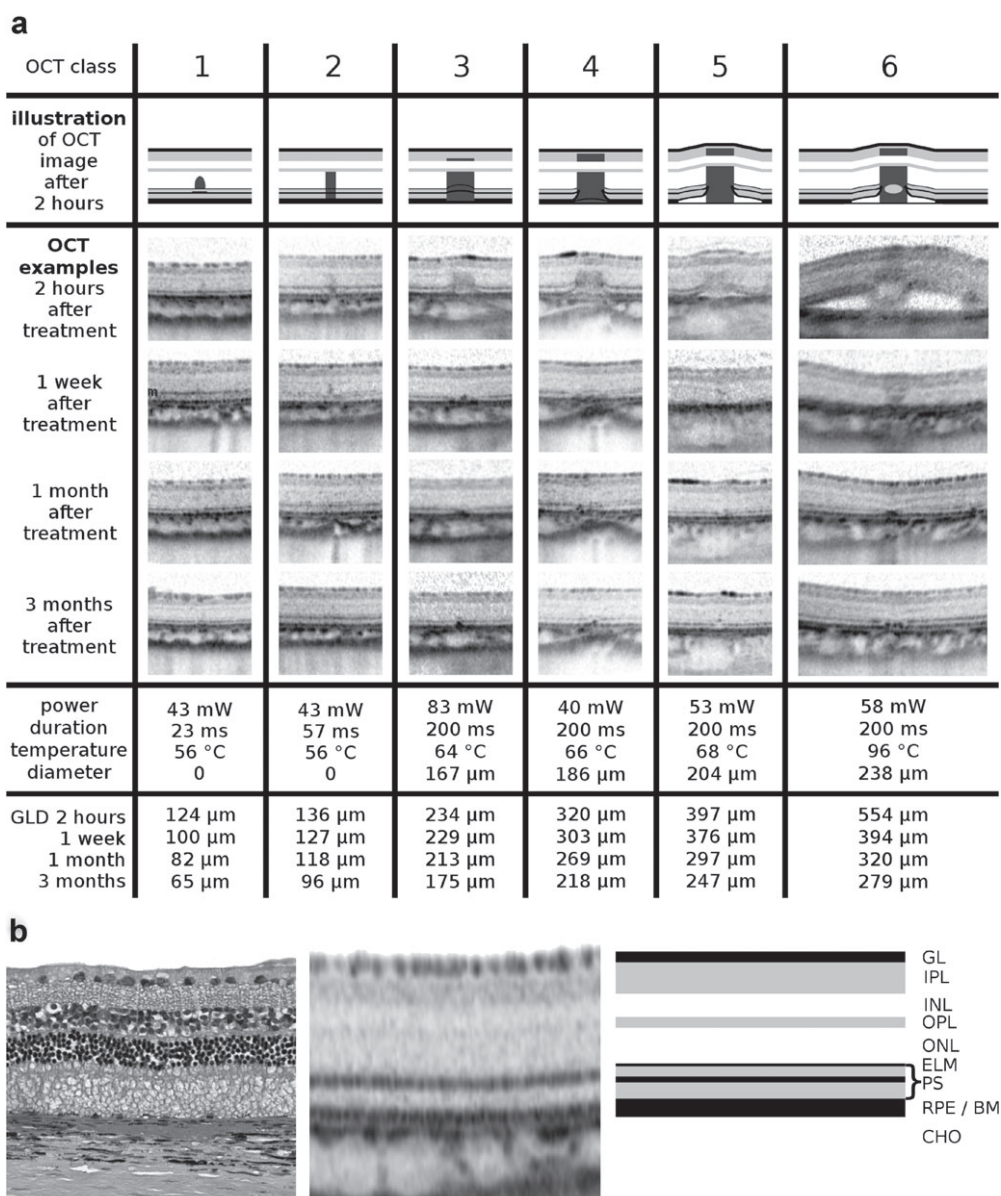 a
OCT class 1 2 3 4 5 6
illustration
of OCT
image
after
2 hours
OCT
examples
2 hours
after
treatment
1 week
after
treatment
m
1 month
after
treatment
3 months
after
treatment
power 43 mW 43 mW 83 mW 40 mW 53 mW 58 mW
duration 23 ms 57 ms 200 ms 200 ms 200 ms 200 ms
temperature 56 °C 56 °C 64 °C 66 °C 68 °C 96 °C
diameter 0 0 167 µm 186 µm 204 µm 238 µm
GLD 2 hours 124 µm 136 µm 234 µm 320 µm 397 µm 554 µm
1 week 100 µm 127 µm 229 µm 303 µm 376 µm 394 µm
1 month 82 µm 118 µm 213 µm 269 µm 297 µm 320 µm
3 months 65 µm 96 µm 175 µm 218 µm 247 µm 279 µm
b
GL
IPL
INL
OPL
ONL
ELM
PS
RPE / BM
CHO